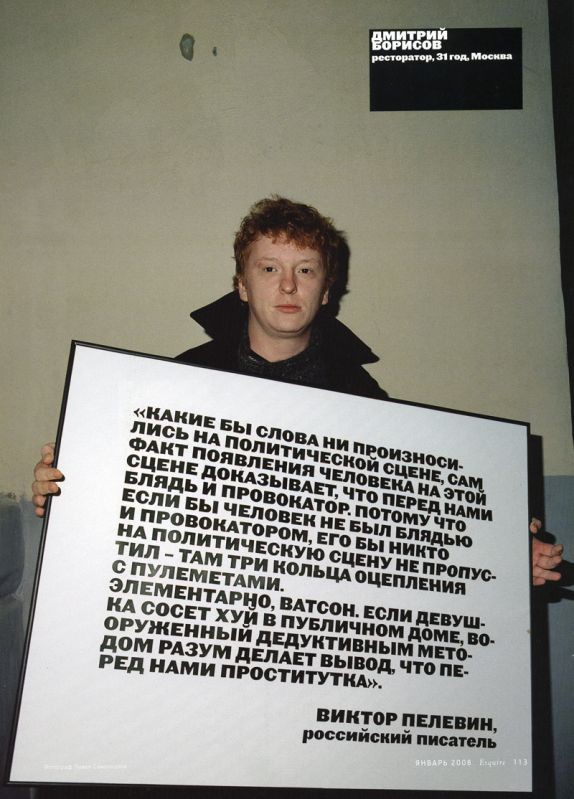 ДМИТРИЙ
БОРИСОВ
ресторатор, 31 год, Москва
«КАКИЕ БЫ СЛОВА НИ ПРОИЗНОСИ-
ЛИСЬ НА ПОЛИТИЧЕСКОЙ СЦЕНЕ, САМ
ФАКТ ПОЯВЛЕНИЯ ЧЕЛОВЕКА НА ЭТОЙ
СЦЕНЕ ДОКАЗЫВАЕТ, ЧТО ПЕРЕД НАМИ
БЛЯДЬ И ПРОВОКАТОР. ПОТОМУ ЧТО
ЕСЛИ БЫ ЧЕЛОВЕК НЕ БЫЛ БЛЯДЬЮ
И ПРОВОКАТОРОМ, ЕГО БЫ НИКТО
НА ПОЛИТИЧЕСКУЮ СЦЕНУ НЕ ПРОПУС-
ТИЛ – ТАМ ТРИ КОЛЬЦА ОЦЕПЛЕНИЯ
С ПУЛЕМЕТАМИ.
ЭЛЕМЕНТАРНО, ВАТСОН. ЕСЛИ ДЕВУШ-
КА СОСЕТ ХУЙ В ПУБЛИЧНОМ ДОМЕ, ВО-
ОРУЖЕННЫЙ ДЕДУКТИВНЫМ МЕТО-
ДОМ РАЗУМ ДЕЛАЕТ ВЫВОД, ЧТО ПЕ-
РЕД НАМИ ПРОСТИТУТКА».
ВИКТОР ПЕЛЕВИН,
российский писатель
Фотограф Павел
ЯНВАРЬ 2008 Esquire 113